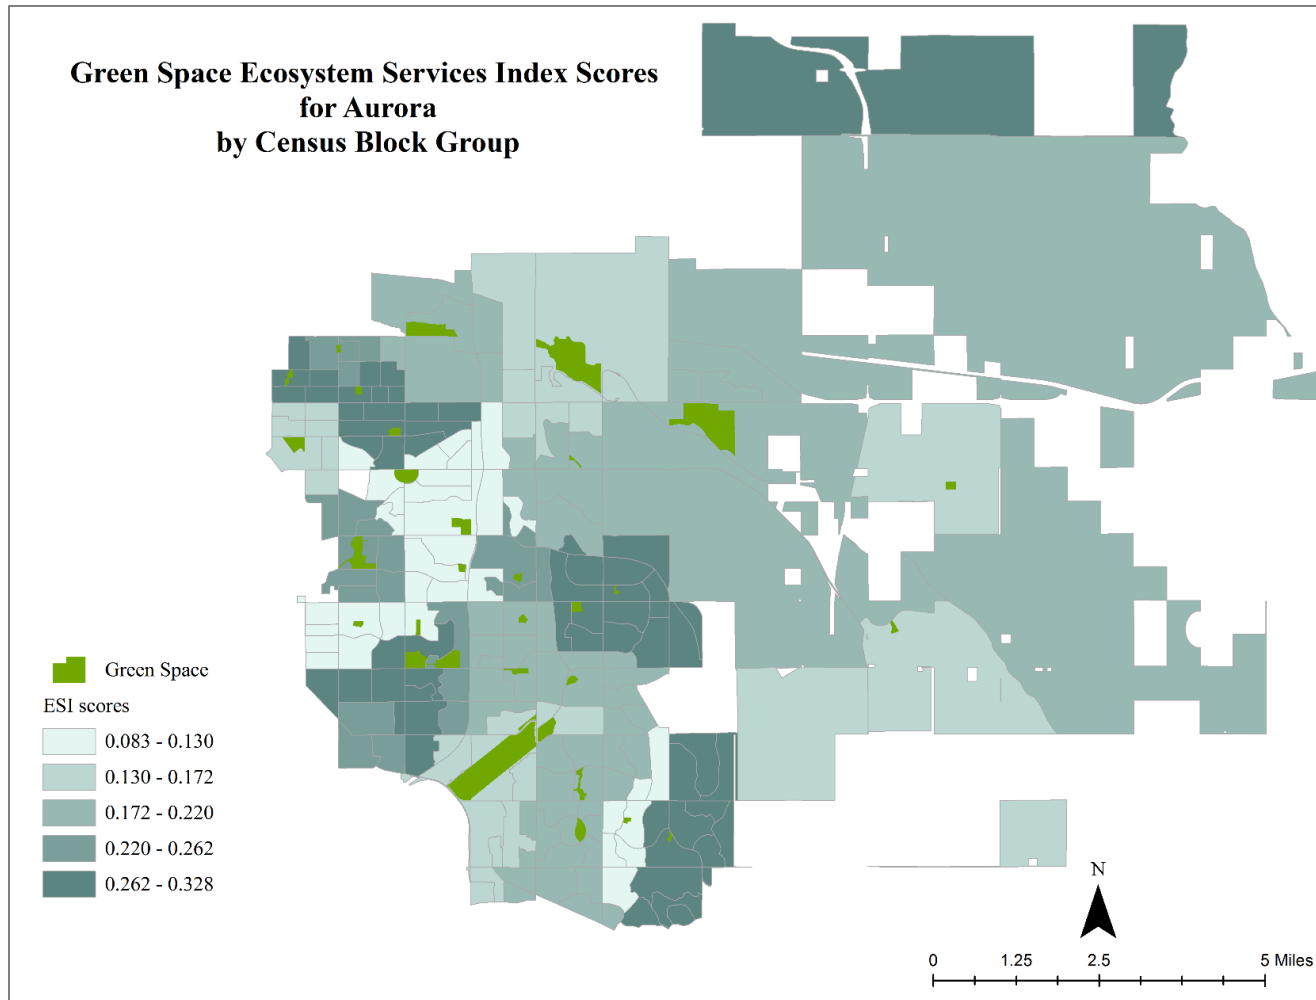 Green Space Ecosystem Services Index Scores
for Aurora
by Census Block Group
Green Space
ESI scores
0.083 - 0.130
0.130 - 0.172
0.172 - 0.220
0.220 - 0.262
0.262 - 0.328
N
0 1.25 2.5 5 Miles